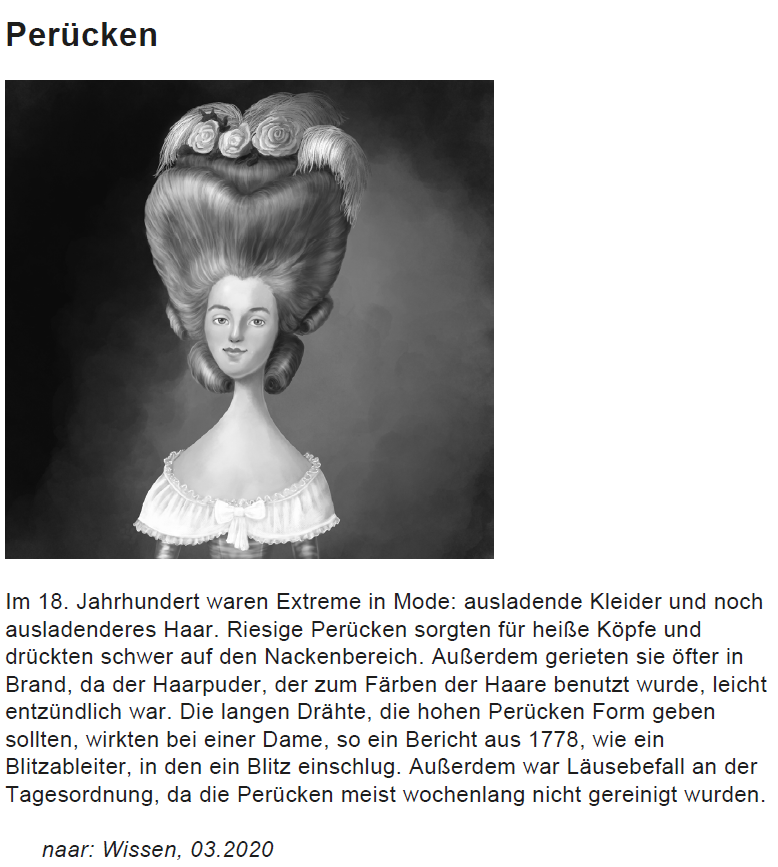 Perücken
Im 18. Jahrhundert waren Extreme in Mode: ausladende Kleider und noch
ausladenderes Haar. Riesige Perücken sorgten für heiße Köpfe und
drückten schwer auf den Nackenbereich. Außerdem gerieten sie öfter in
Brand, da der Haarpuder, der zum Färben der Haare benutzt wurde, leicht
entzündlich war. Die langen Drähte, die hohen Perücken Form geben
sollten, wirkten bei einer Dame, so ein Bericht aus 1778, wie ein
Blitzableiter, in den ein Blitz einschlug. Außerdem war Läusebefall an der
Tagesordnung, da die Perücken meist wochenlang nicht gereinigt wurden.
naar: Wissen, 03.2020